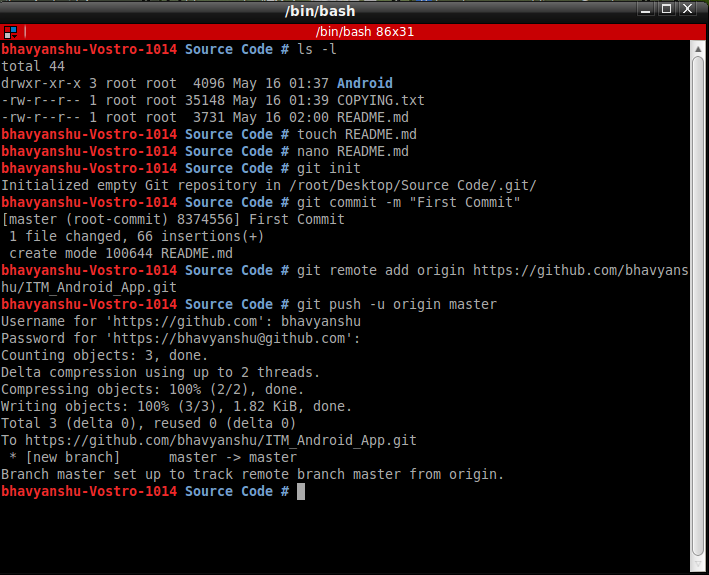 /bin/bash
/bin/bash 86x31
bhavyanshu-Vostro-1014 Source Code # ls -l
total 44
drwxr-xr-x 3 root root  4096 May 16 01:37 Android
-rw-r--r-- 1 root root 35148 May 16 01:39 COPYING.txt
-rw-r--r-- 1 root root  3731 May 16 02:00 README.md
bhavyanshu-Vostro-1014 Source Code # touch README.md
bhavyanshu-Vostro-1014 Source Code # nano README.md
bhavyanshu-Vostro-1014 Source Code # git init
Initialized empty Git repository in /root/Desktop/Source Code/.git/
bhavyanshu-Vostro-1014 Source Code # git commit -m "First Commit"
[master (root-commit) 8374556] First Commit
 1 file changed, 66 insertions(+)
 create mode 100644 README.md
bhavyanshu-Vostro-1014 Source Code # git remote add origin https://github.com/bhavyans
hu/ITM_Android_App.git
bhavyanshu-Vostro-1014 Source Code # git push -u origin master
Username for 'https://github.com': bhavyanshu
Password for 'https://bhavyanshu@github.com':
Counting objects: 3, done.
Delta compression using up to 2 threads.
Compressing objects: 100% (2/2), done.
Writing objects: 100% (3/3), 1.82 KiB, done.
Total 3 (delta 0), reused 0 (delta 0)
To https://github.com/bhavyanshu/ITM_Android_App.git
 * [new branch]      master -> master
Branch master set up to track remote branch master from origin.
bhavyanshu-Vostro-1014 Source Code #